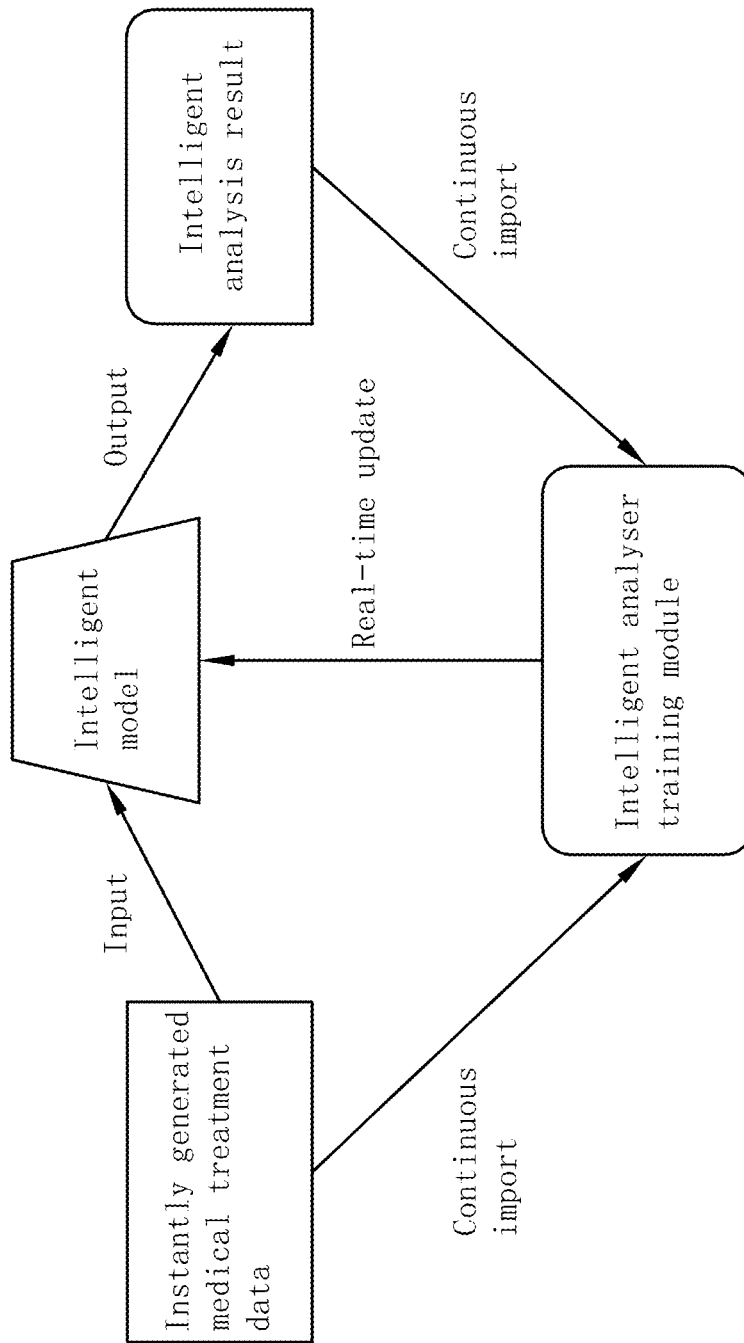 Instantly generated
medical treatment
data
Input
Intelligent
model
Output
Intelligent
analysis result
Continuous
import
Real-time update
Continuous
import
Intelligent analyser
training module